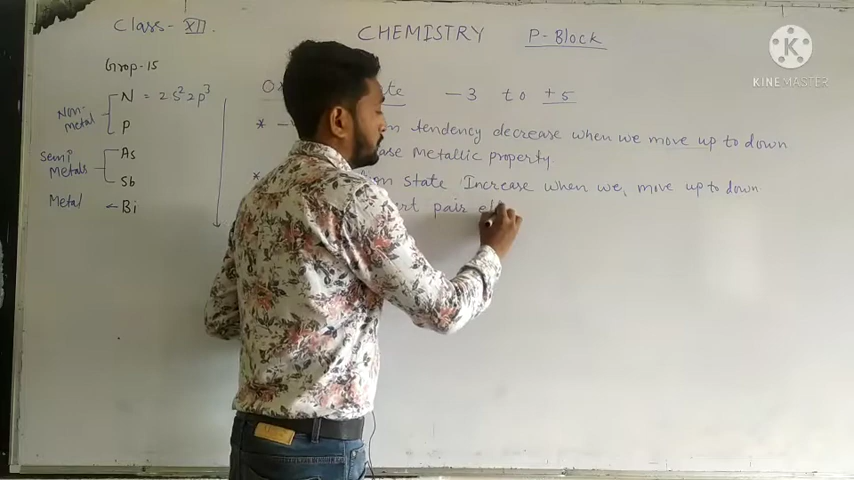 Class- XII.
CHEMISTRY P-Block
Grop-15
N = 2s² 2p³
Non-metal
P
Semi Metals
As
Sb
Metal ← Bi
-3 to +5
* tendency decrease when we move up to down
Metallic property.
State Increase when we, move up to down
pair
K
KINEMASTER